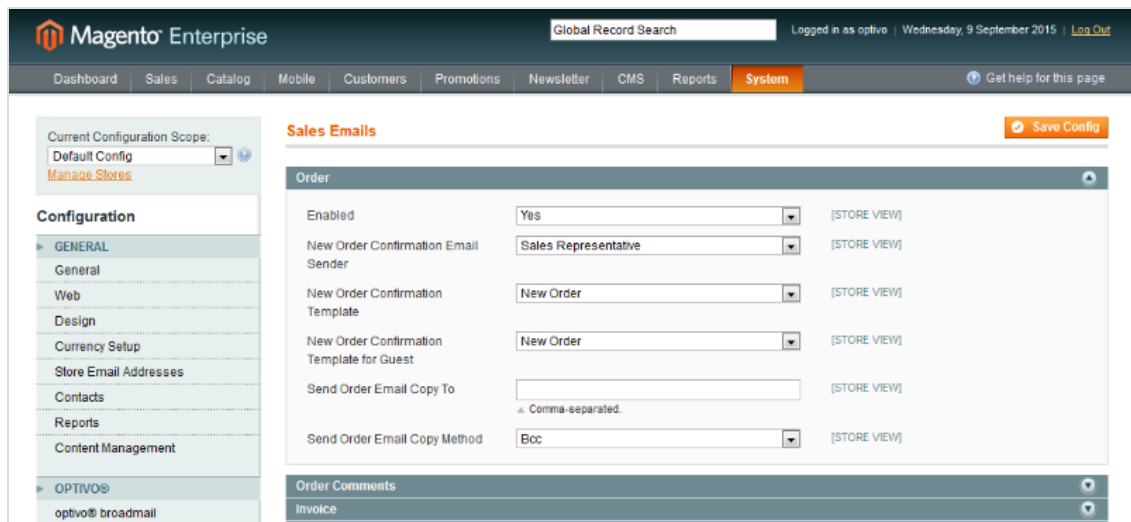 Magento Enterprise
Global Record Search
Logged in as optivo | Wednesday, 9 September 2015 | Log Out
Dashboard Sales Catalog Mobile Customers Promotions Newsletter CMS Reports System Get help for this page
Current Configuration Scope:
Default Config
Manage Stores
Configuration
GENERAL
General
Web
Design
Currency Setup
Store Email Addresses
Contacts
Reports
Content Management
OPTIVO®
optivo® broadmail
Sales Emails
Save Config
Order
Enabled Yes [STORE VIEW]
New Order Confirmation Email Sender Sales Representative [STORE VIEW]
New Order Confirmation Template New Order [STORE VIEW]
New Order Confirmation Template for Guest New Order [STORE VIEW]
Send Order Email Copy To [STORE VIEW]
Comma-separated.
Send Order Email Copy Method Bcc [STORE VIEW]
Order Comments
Invoice